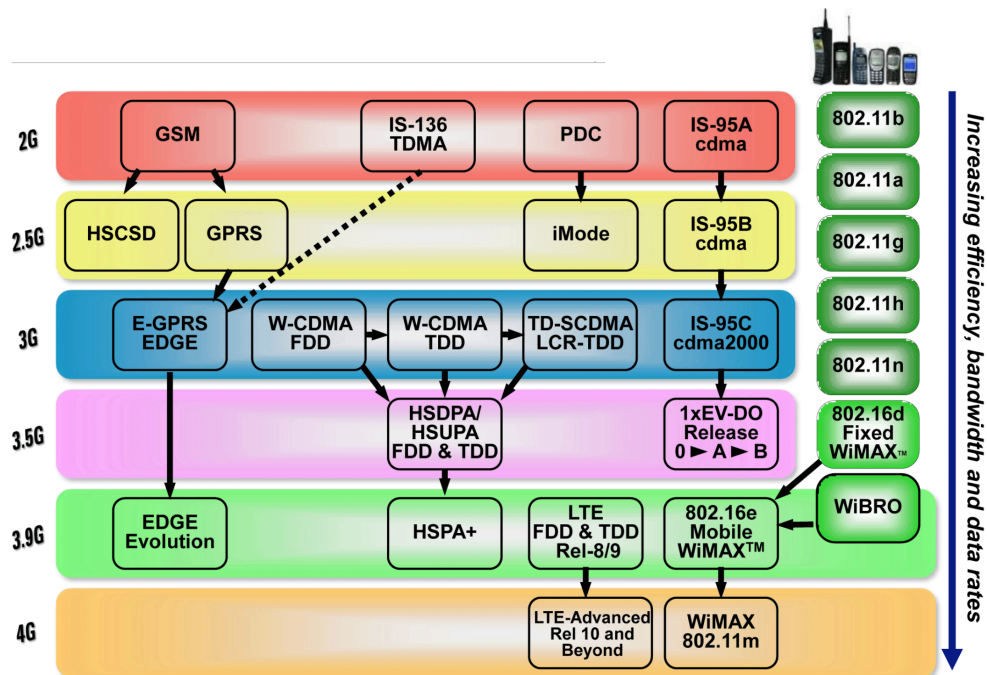 2G
GSM
IS-136
TDMA
PDC
IS-95A
cdma
802.11b
802.11a
2.5G
HSCSD
GPRS
iMode
IS-95B
cdma
802.11g
3G
E-GPRS
EDGE
W-CDMA
FDD
W-CDMA
TDD
TD-SCDMA
LCR-TDD
IS-95C
cdma2000
802.11h
802.11n
3.5G
HSDPA/
HSUPA
FDD & TDD
1xEV-DO
Release
0 ► A ► B
802.16d
Fixed
WiMAX™
3.9G
EDGE
Evolution
HSPA+
LTE
FDD & TDD
Rel-8/9
802.16e
Mobile
WiMAX™
WiBRO
4G
LTE-Advanced
Rel 10 and
Beyond
WiMAX
802.11m
Increasing efficiency, bandwidth and data rates